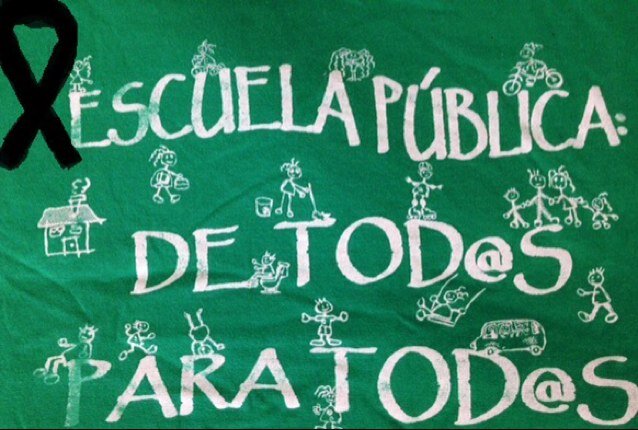 ESCUELA PÚBLICA:
DE TOD@S
PARA TOD@S